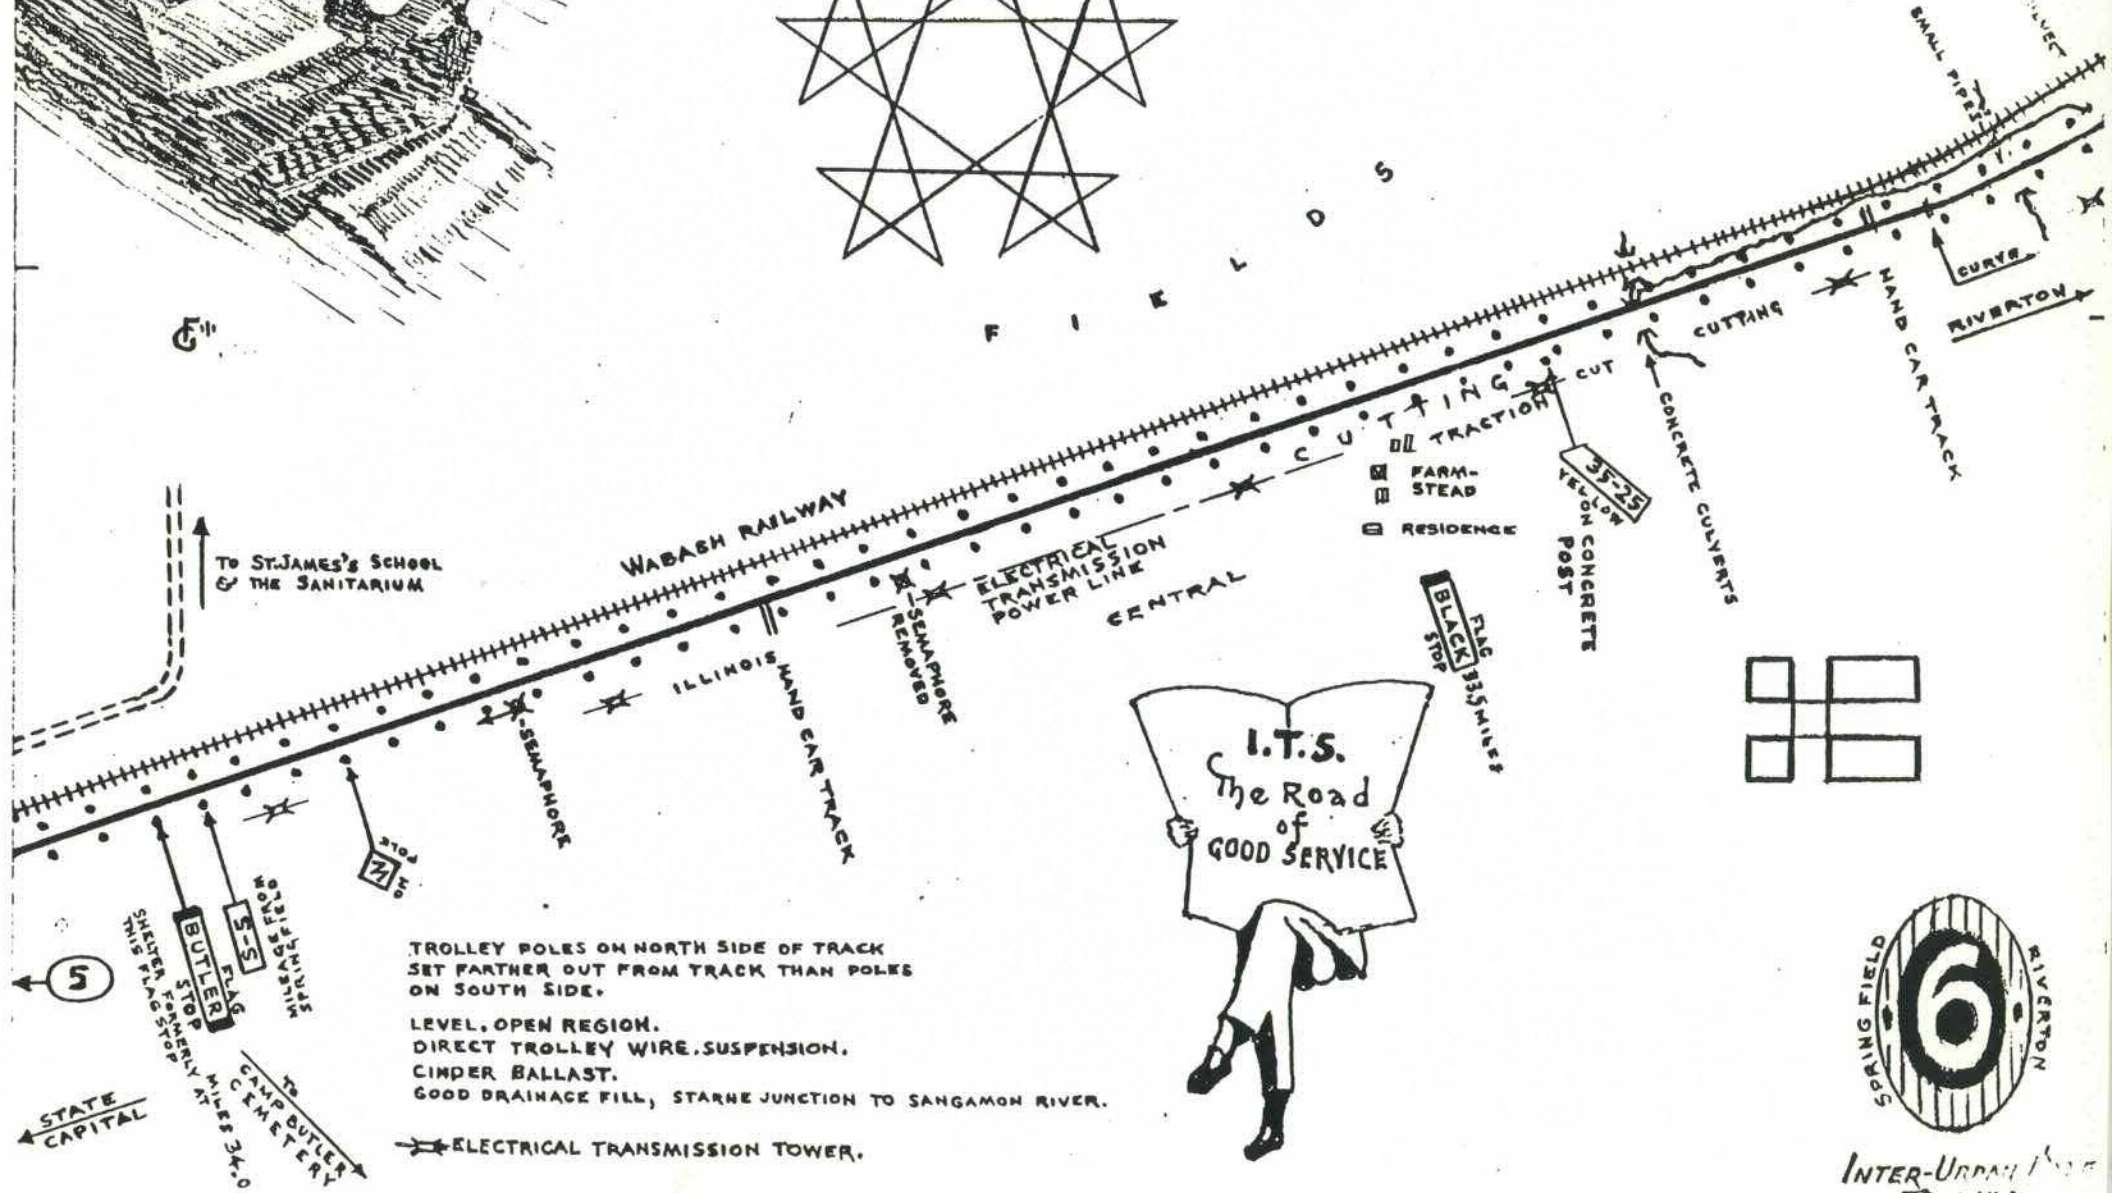 SMALL PIPES
FIELDS
CURVE
RIVERTON
CUTTING
HAND CAR TRACK
CUT
CUTTING
TRACTION
FARM-
STEAD
RESIDENCE
35-25
YELLOW
ON CONCRETE
POST
CONCRETE CULVERTS
WABASH RAILWAY
TO ST. JAMES'S SCHOOL
& THE SANITARIUM
ELECTRICAL
TRANSMISSION
POWER LINE
CENTRAL
SEMAPHORE
REMOVED
ILLINOIS
HAND CAR TRACK
SEMAPHORE
FLAG
BLACK
STOP
33.5 MILES
I.T.S.
The Road
of
GOOD SERVICE
W
ON
POLE
MILEAGE FROM
SPRINGFIELD
S-S
FLAG
BUTLER
STOP
SHELTER FORMERLY AT
THIS FLAG STOP
MILES 34.0
5
TO
CAMP BUTLER
CEMETERY
STATE
CAPITAL
TROLLEY POLES ON NORTH SIDE OF TRACK
SET FARTHER OUT FROM TRACK THAN POLES
ON SOUTH SIDE.
LEVEL, OPEN REGION.
DIRECT TROLLEY WIRE.SUSPENSION.
CINDER BALLAST.
GOOD DRAINAGE FILL, STARNE JUNCTION TO SANGAMON RIVER.
ELECTRICAL TRANSMISSION TOWER.
SPRINGFIELD
6
RIVERTON
INTER-URBAN